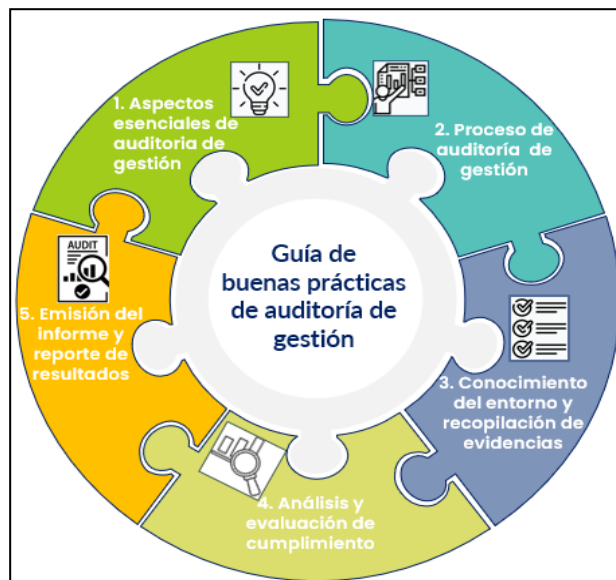 1. Aspectos
esenciales de
auditoria de
gestión
2. Proceso de
auditoría de
gestión
3. Conocimiento
del entorno y
recopilación de
evidencias
4. Análisis y
evaluación de
cumplimiento
AUDIT
5. Emisión del
informe y
reporte de
resultados
Guía de
buenas prácticas
de auditoría de
gestión